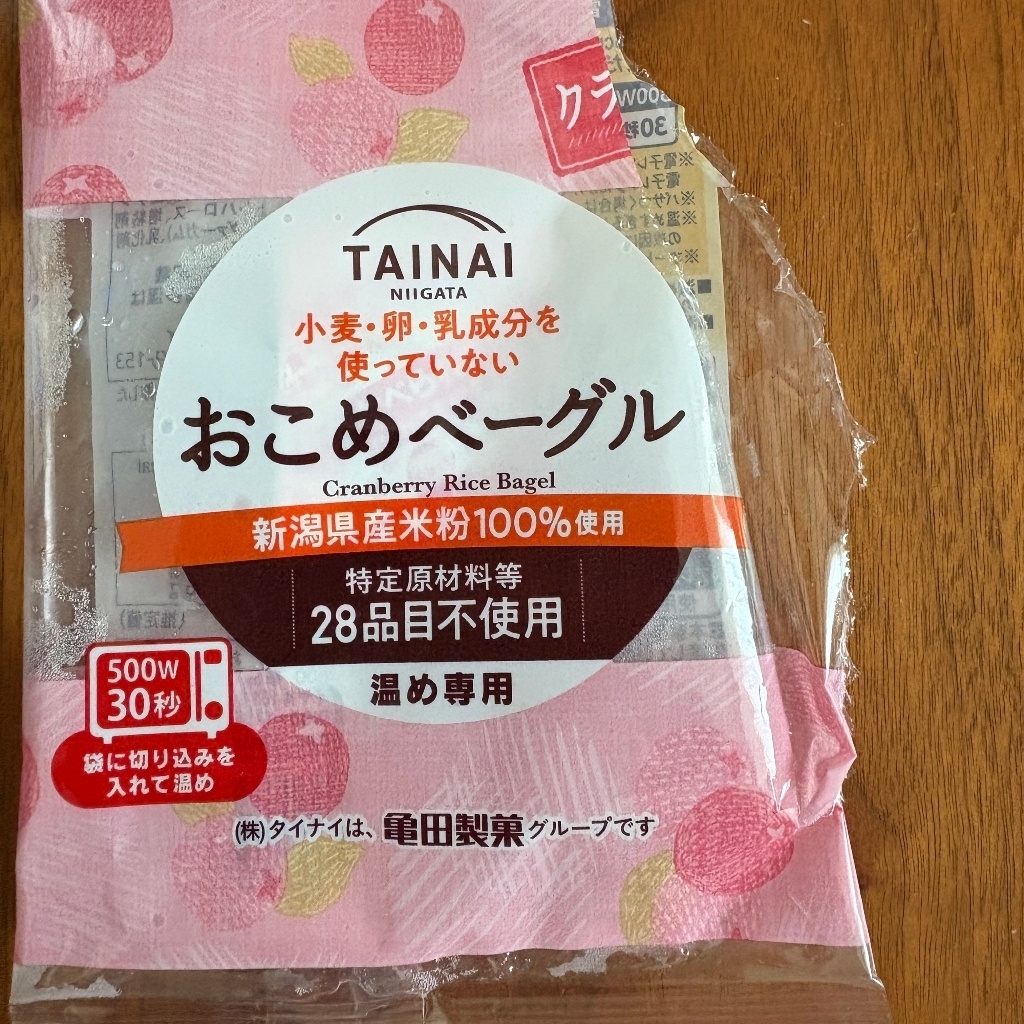 クラ
TAINAI
NIIGATA
小麦・卵・乳成分を
使っていない
おこめベーグル
Cranberry Rice Bagel
新潟県産米粉100%使用
特定原材料等
28品目不使用
温め専用
500W
30秒
袋に切り込みを
入れて温め
(株)タイナイは、亀田製菓グループです